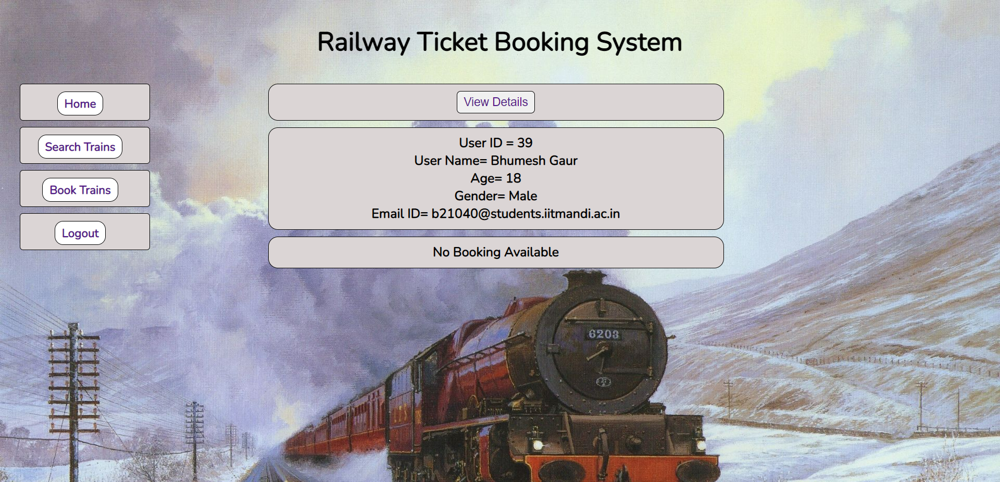 Railway Ticket Booking System
Home
Search Trains
Book Trains
Logout
View Details
User ID = 39
User Name= Bhumesh Gaur
Age= 18
Gender= Male
Email ID= b21040@students.iitmandi.ac.in
No Booking Available
6203